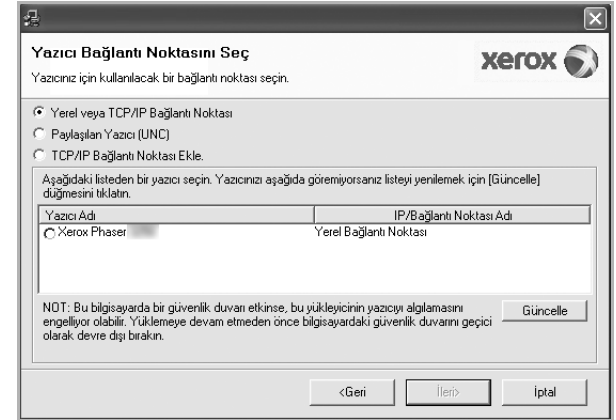 Yazıcı Bağlantı Noktasını Seç
Yazıcınız için kullanılacak bir bağlantı noktası seçin.
xerox
Yerel veya TCP/IP Bağlantı Noktası
Paylaşılan Yazıcı (UNC)
TCP/IP Bağlantı Noktası Ekle.
Aşağıdaki listeden bir yazıcı seçin. Yazıcınızı aşağıda göremiyorsanız listeyi yenilemek için [Güncelle]
düğmesini tıklatın.
Yazıcı Adı IP/Bağlantı Noktası Adı
Xerox Phaser Yerel Bağlantı Noktası
NOT: Bu bilgisayarda bir güvenlik duvarı etkinse, bu yükleyicinin yazıcıyı algılamasını
engelliyor olabilir. Yüklemeye devam etmeden önce bilgisayardaki güvenlik duvarını geçici
olarak devre dışı bırakın.
Güncelle
<Geri İleri> İptal